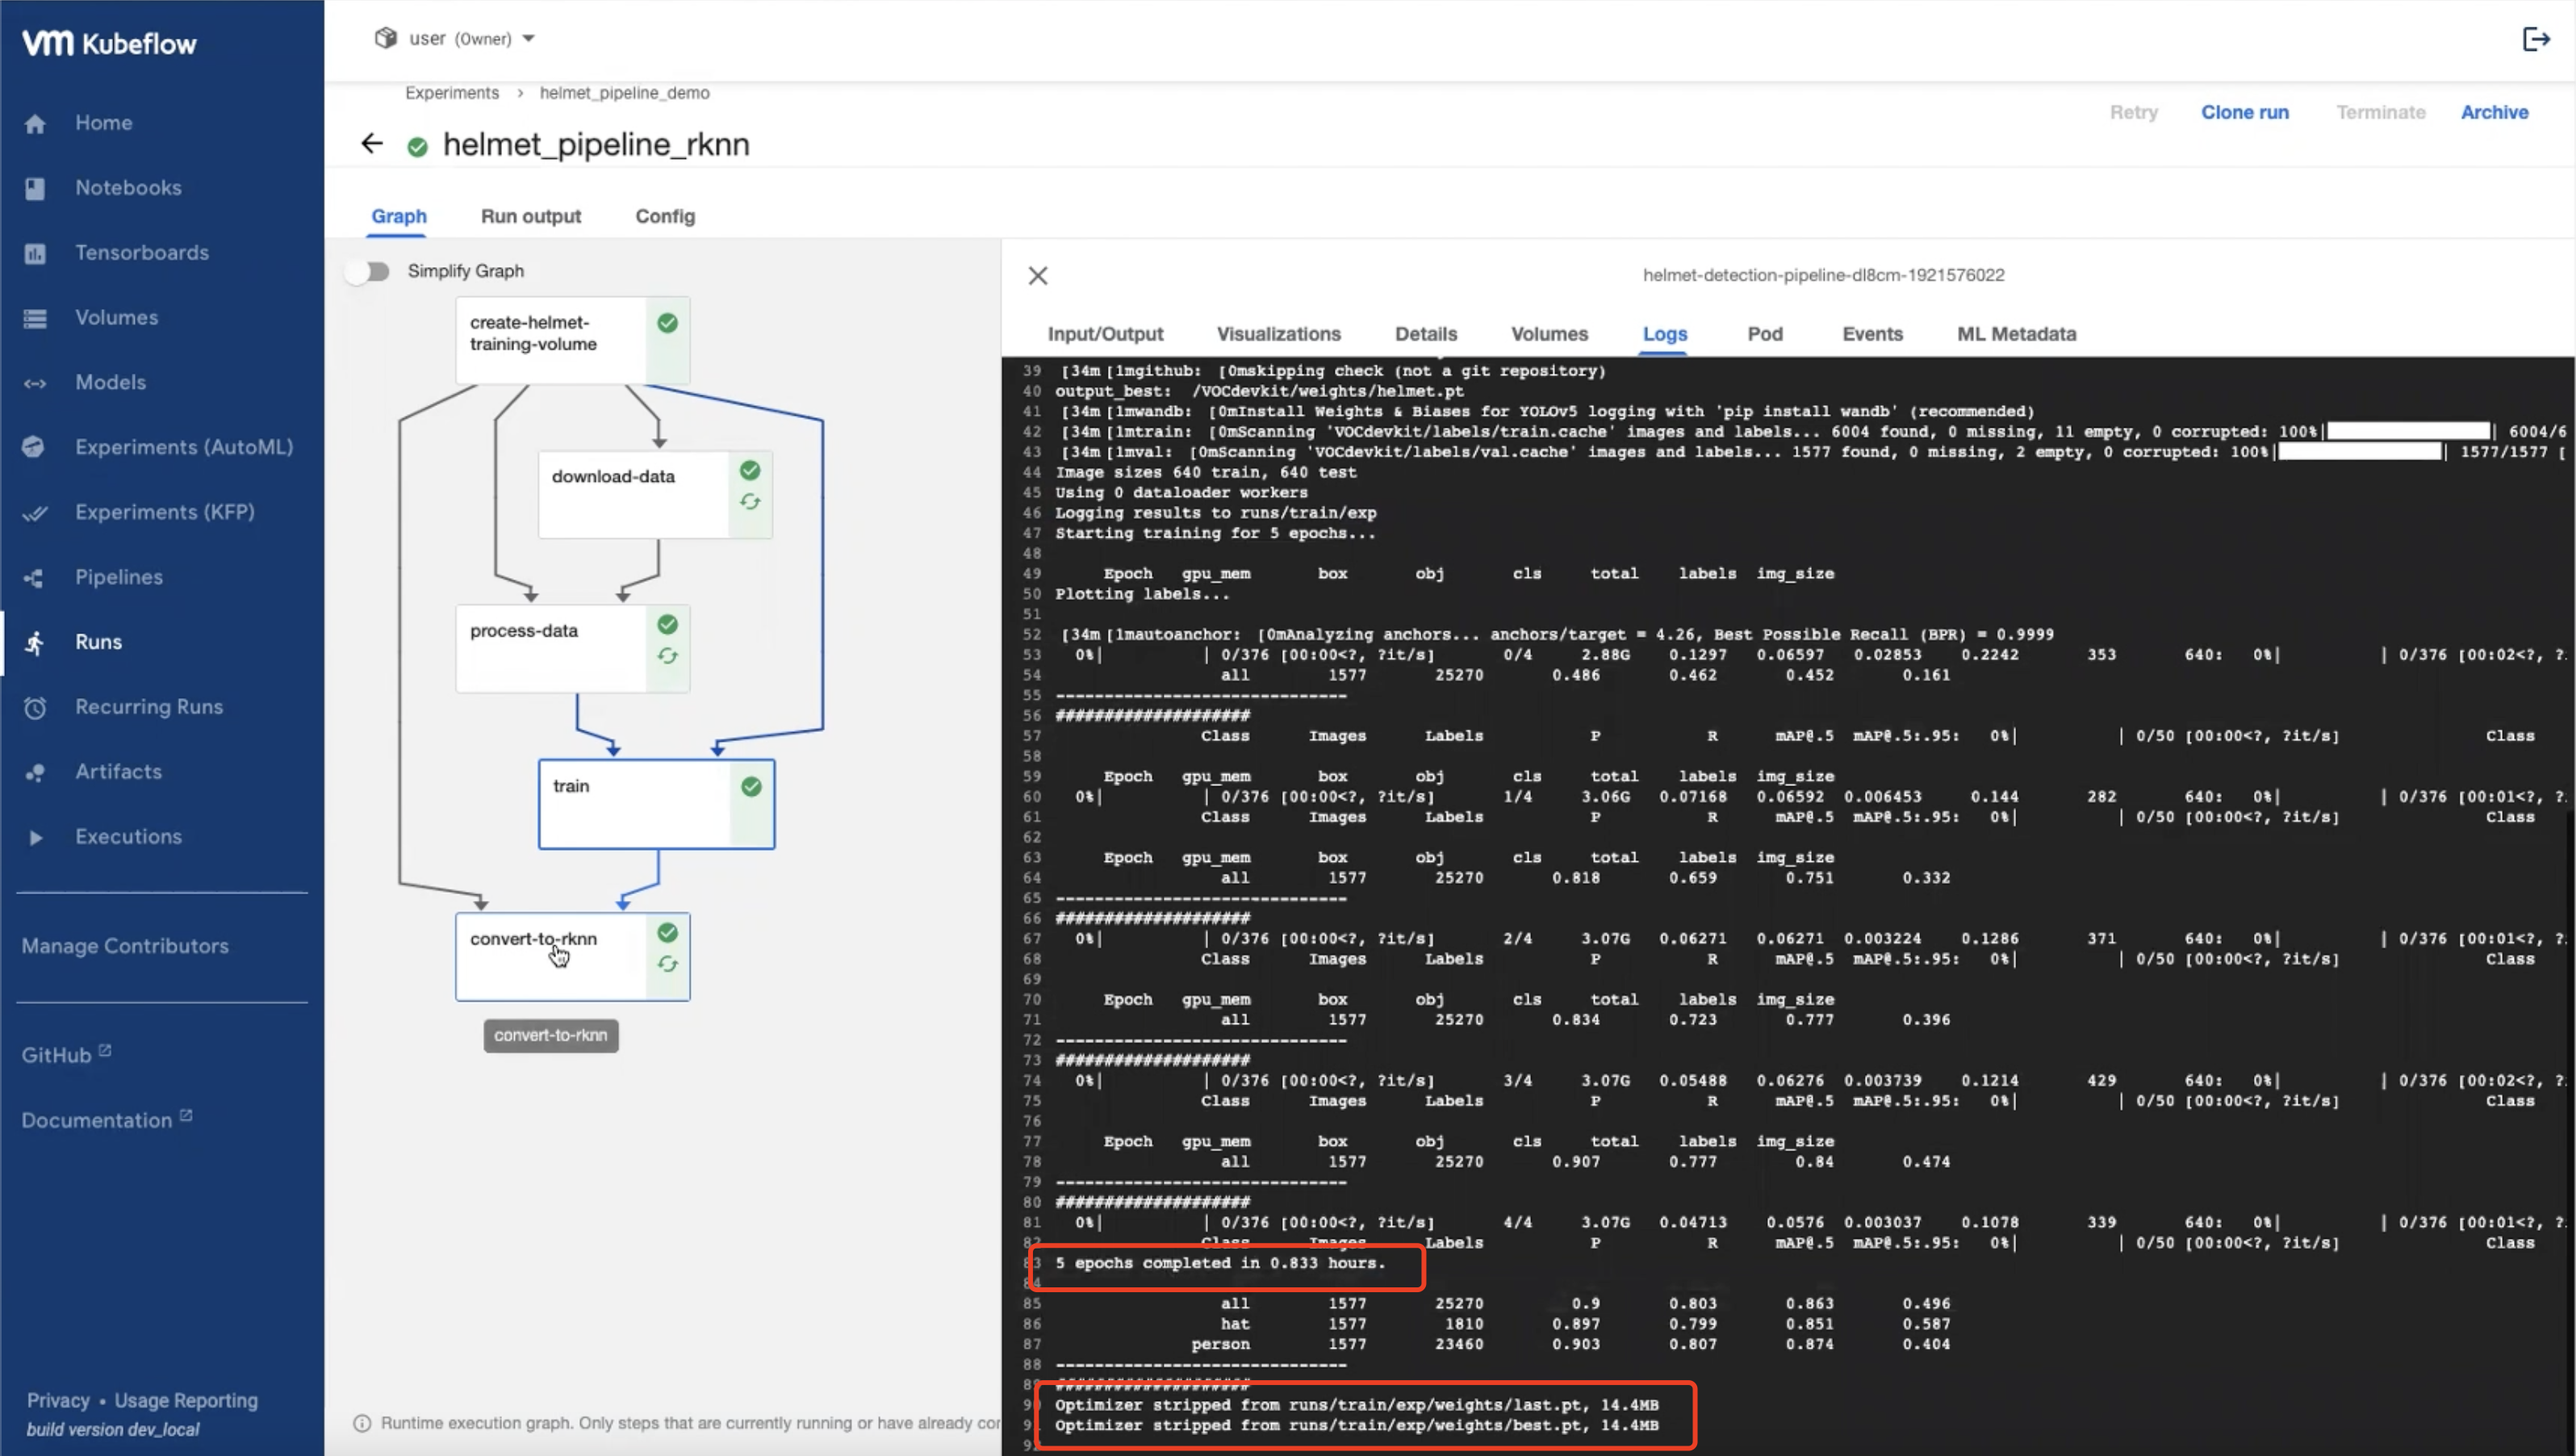 vm Kubeflow
Home
Notebooks
Tensorboards
Volumes
Models
Experiments (AutoML)
Experiments (KFP)
Pipelines
Runs
Recurring Runs
Artifacts
Executions
Manage Contributors
GitHub
Documentation
Privacy • Usage Reporting
build version dev_local
user (Owner)
Experiments > helmet_pipeline_demo
helmet_pipeline_rknn
Retry Clone run Terminate Archive
Graph Run output Config
Simplify Graph
create-helmet-
training-volume
download-data
process-data
train
convert-to-rknn
convert-to-rknn
Runtime execution graph. Only steps that are currently running or have already cor
helmet-detection-pipeline-dl8cm-1921576022
Input/Output Visualizations Details Volumes Logs Pod Events ML Metadata
39 [34m [1mgithub: [0mskipping check (not a git repository)
40 output_best: /VOCdevkit/weights/helmet.pt
41 [34m [1mwandb: [0mInstall Weights & Biases for YOLOv5 logging with 'pip install wandb' (recommended)
42 [34m [1mtrain: [0mScanning 'VOCdevkit/labels/train.cache' images and labels... 6004 found, 0 missing, 11 empty, 0 corrupted: 100%| | 6004/6
43 [34m [1mval: [0mScanning 'VOCdevkit/labels/val.cache' images and labels... 1577 found, 0 missing, 2 empty, 0 corrupted: 100%| | 1577/1577 [
44 Image sizes 640 train, 640 test
45 Using 0 dataloader workers
46 Logging results to runs/train/exp
47 Starting training for 5 epochs...
48
49 Epoch gpu_mem box obj cls total labels img_size
50 Plotting labels...
51
52 [34m [1mautoanchor: [0mAnalyzing anchors... anchors/target = 4.26, Best Possible Recall (BPR) = 0.9999
53 0%| | 0/376 [00:00<?, ?it/s] 0/4 2.88G 0.1297 0.06597 0.02853 0.2242 353 640: 0%| | 0/376 [00:02<?, ?
54 all 1577 25270 0.486 0.462 0.452 0.161
55 ------------------------------
56 ####################
57 Class Images Labels P R mAP@.5 mAP@.5:.95: 0%| | 0/50 [00:00<?, ?it/s] Class
58
59 Epoch gpu_mem box obj cls total labels img_size
60 0%| | 0/376 [00:00<?, ?it/s] 1/4 3.06G 0.07168 0.06592 0.006453 0.144 282 640: 0%| | 0/376 [00:01<?, ?
61 Class Images Labels P R mAP@.5 mAP@.5:.95: 0%| | 0/50 [00:00<?, ?it/s] Class
62
63 Epoch gpu_mem box obj cls total labels img_size
64 all 1577 25270 0.818 0.659 0.751 0.332
65 ------------------------------
66 ####################
67 0%| | 0/376 [00:00<?, ?it/s] 2/4 3.07G 0.06271 0.06271 0.003224 0.1286 371 640: 0%| | 0/376 [00:01<?, ?
68 Class Images Labels P R mAP@.5 mAP@.5:.95: 0%| | 0/50 [00:00<?, ?it/s] Class
69
70 Epoch gpu_mem box obj cls total labels img_size
71 all 1577 25270 0.834 0.723 0.777 0.396
72 ------------------------------
73 ####################
74 0%| | 0/376 [00:00<?, ?it/s] 3/4 3.07G 0.05488 0.06276 0.003739 0.1214 429 640: 0%| | 0/376 [00:02<?, ?
75 Class Images Labels P R mAP@.5 mAP@.5:.95: 0%| | 0/50 [00:00<?, ?it/s] Class
76
77 Epoch gpu_mem box obj cls total labels img_size
78 all 1577 25270 0.907 0.777 0.84 0.474
79 ------------------------------
80 ####################
81 0%| | 0/376 [00:00<?, ?it/s] 4/4 3.07G 0.04713 0.0576 0.003037 0.1078 339 640: 0%| | 0/376 [00:01<?, ?
82 Class Images Labels P R mAP@.5 mAP@.5:.95: 0%| | 0/50 [00:00<?, ?it/s] Class
83 5 epochs completed in 0.833 hours.
84
85 all 1577 25270 0.9 0.803 0.863 0.496
86 hat 1577 1810 0.897 0.799 0.851 0.587
87 person 1577 23460 0.903 0.807 0.874 0.404
88 ------------------------------
89 ####################
90 Optimizer stripped from runs/train/exp/weights/last.pt, 14.4MB
91 Optimizer stripped from runs/train/exp/weights/best.pt, 14.4MB
92